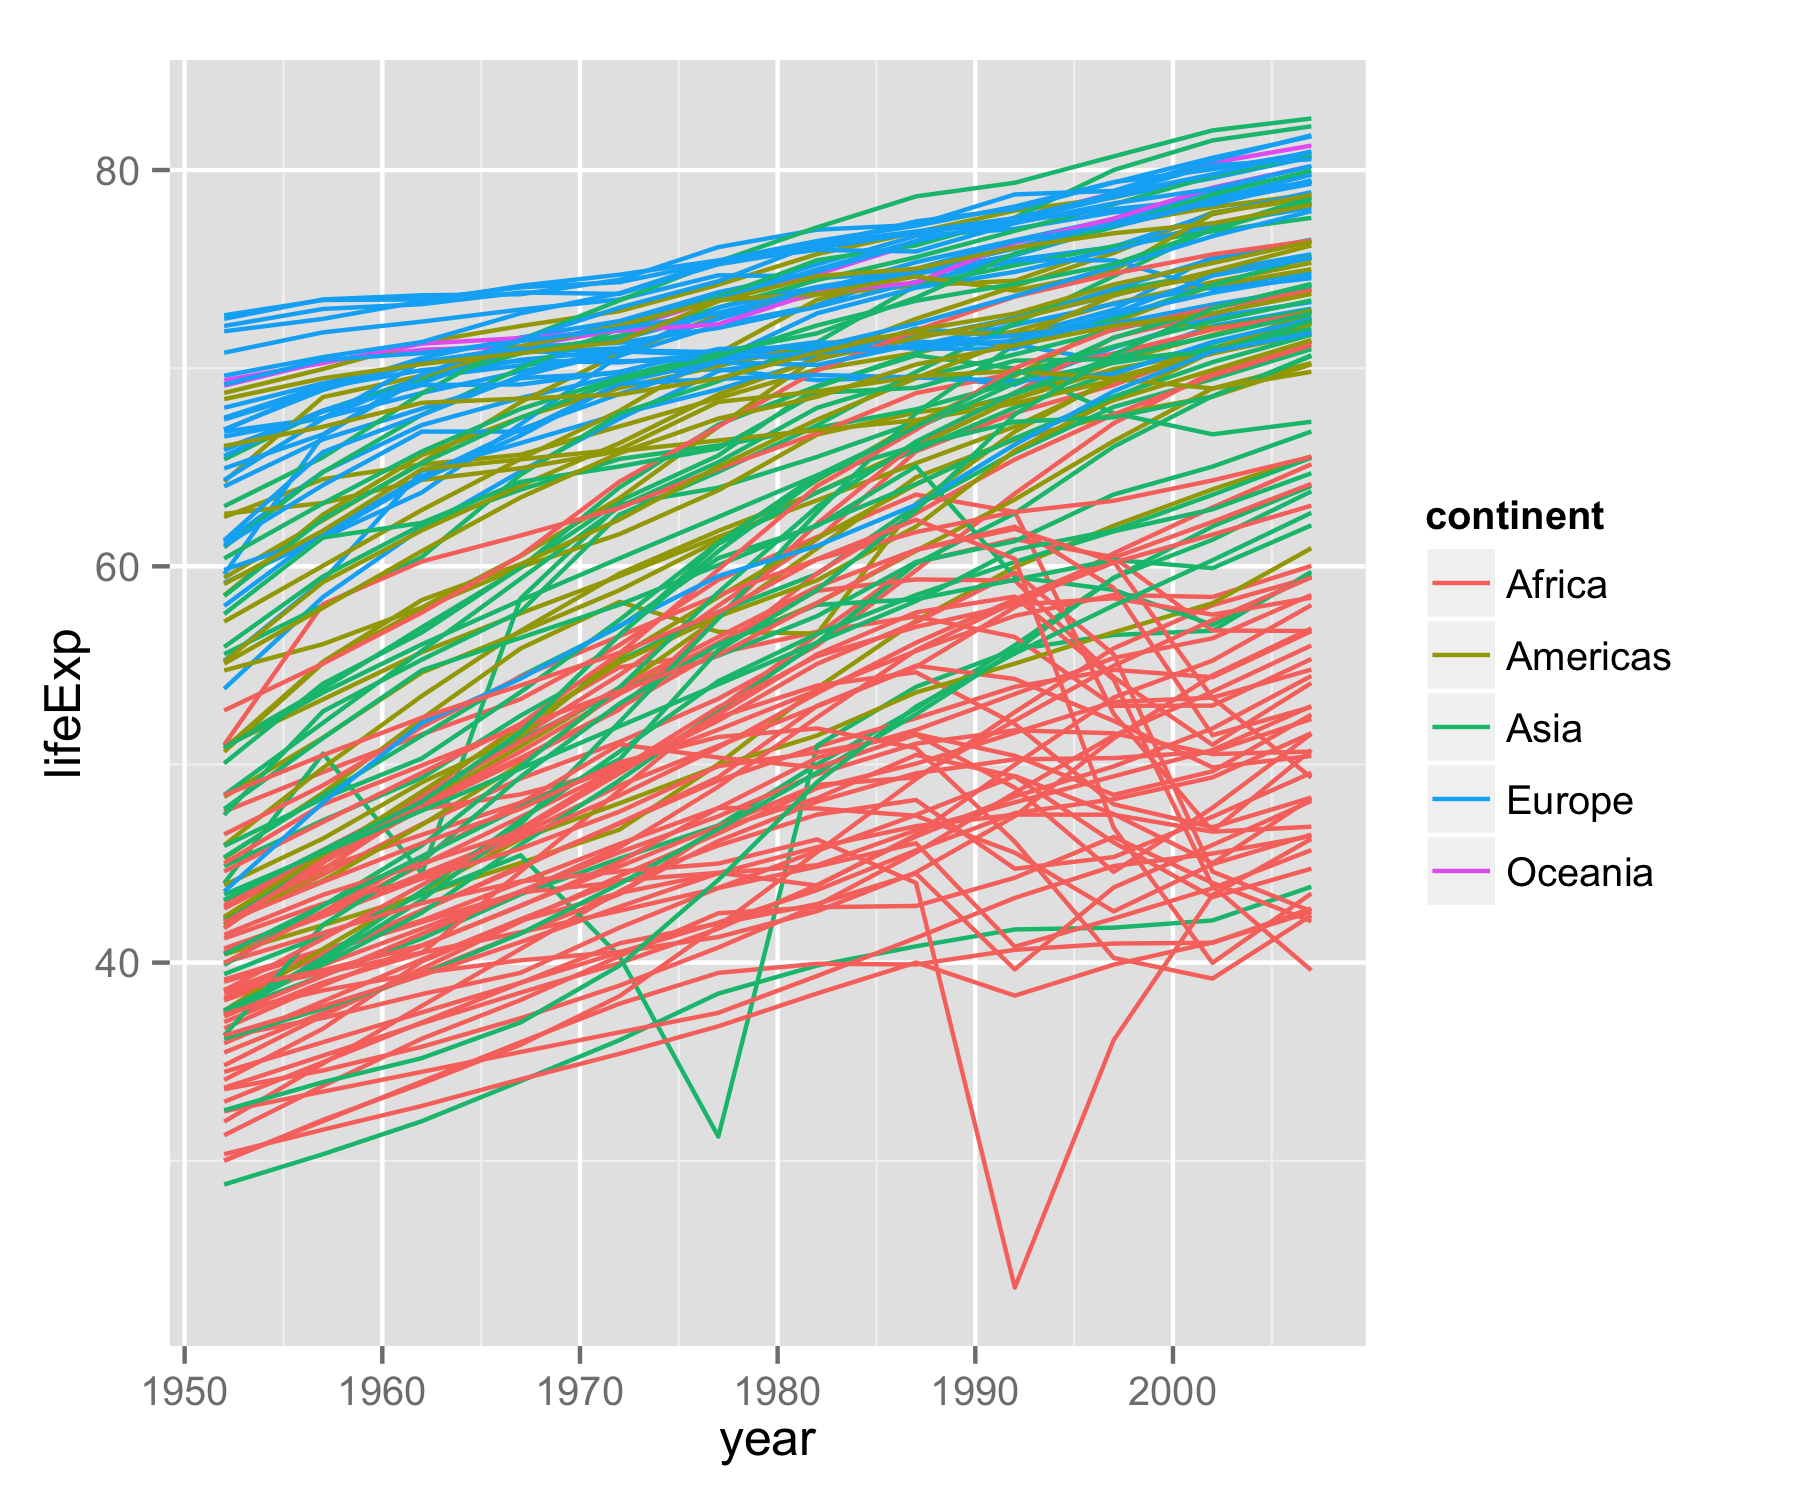 80
60
40
lifeExp
1950 1960 1970 1980 1990 2000
year
continent
Africa
Americas
Asia
Europe
Oceania